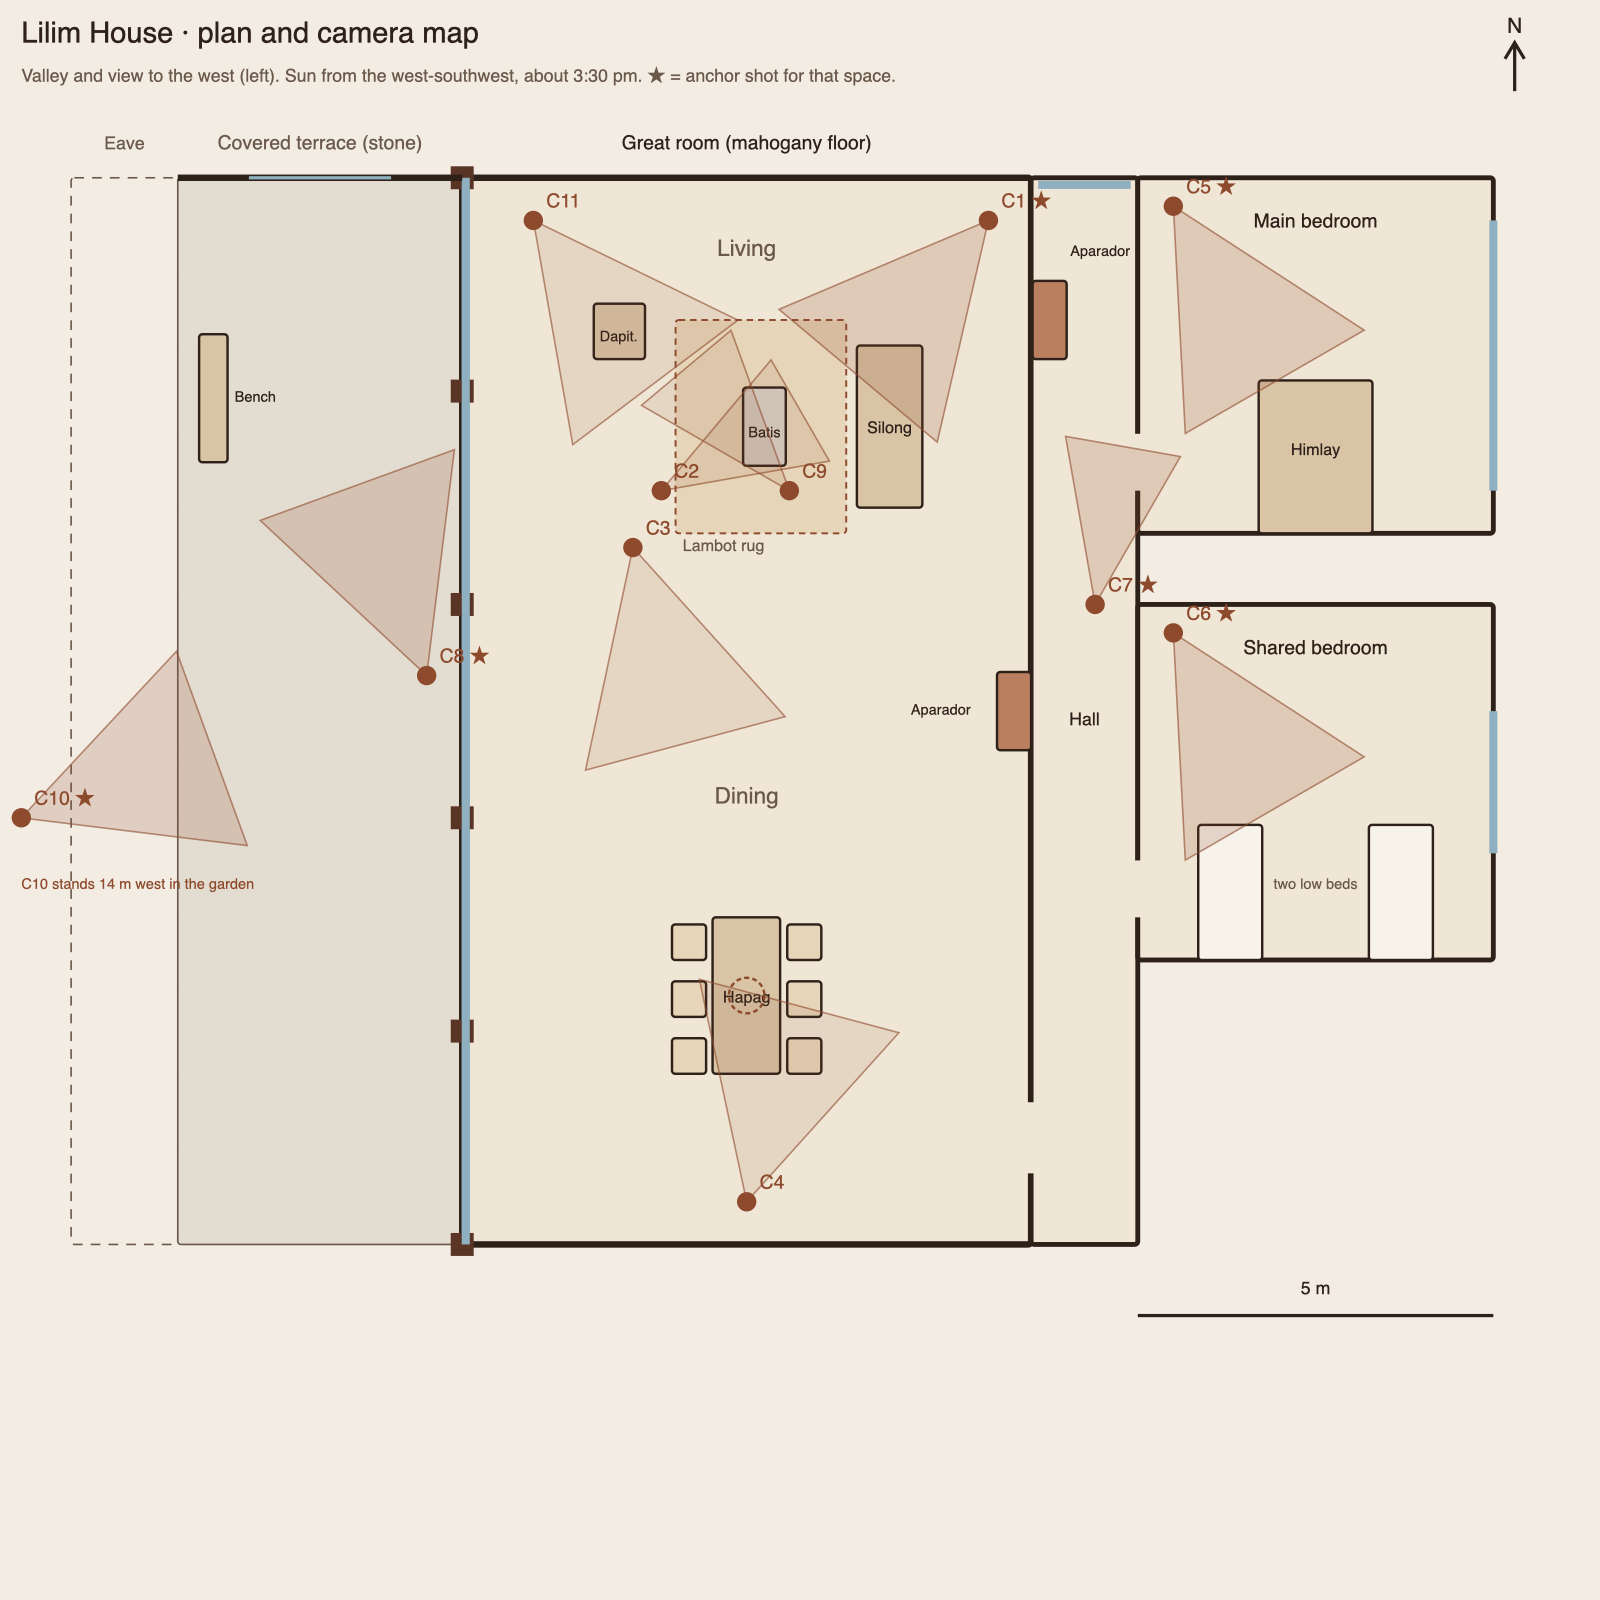 Lilim House · plan and camera map
N
Valley and view to the west (left). Sun from the west-southwest, about 3:30 pm. ★ = anchor shot for that space.
Eave
Covered terrace (stone)
Great room (mahogany floor)
C11
C1 ★
C5 ★
Main bedroom
Living
Aparador
Dapit.
Bench
Batis
Silong
Himlay
C2
C9
C3
Lambot rug
C7 ★
C6 ★
Shared bedroom
C8 ★
Aparador
Hall
Dining
C10 ★
C10 stands 14 m west in the garden
two low beds
Hapag
C4
5 m